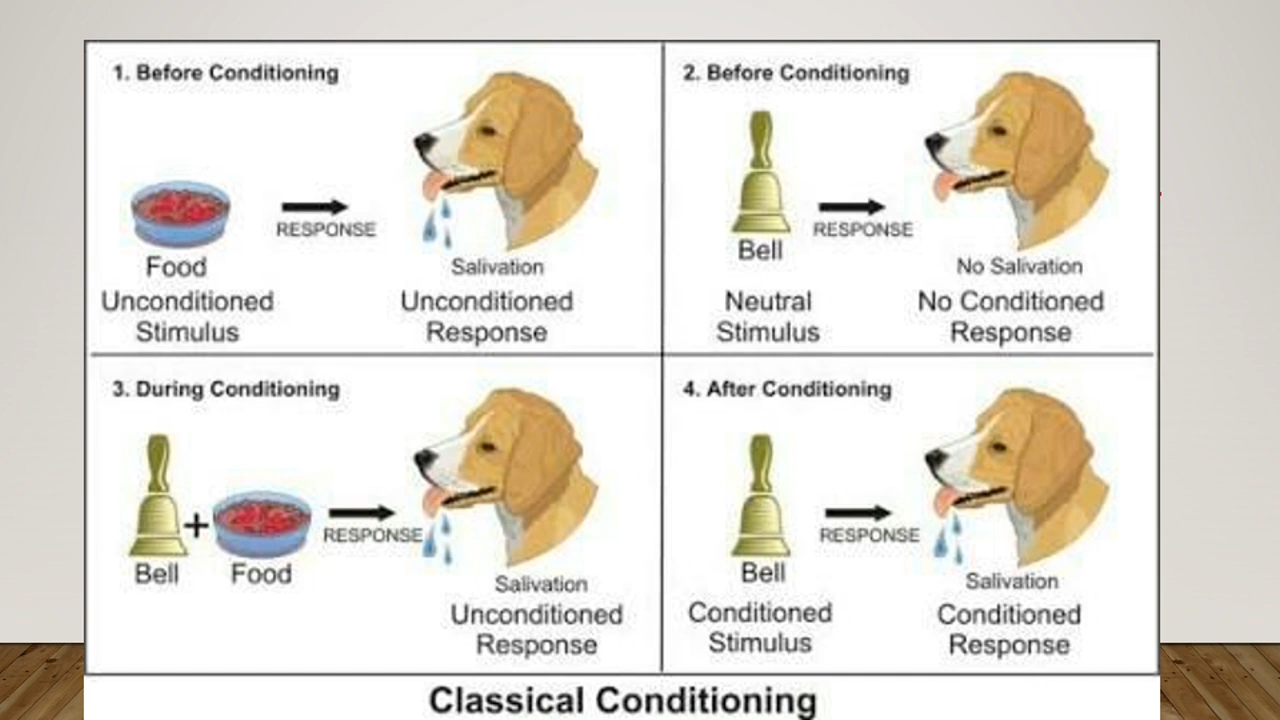 1. Before Conditioning
RESPONSE
Food
Salivation
Unconditioned
Stimulus
Unconditioned
Response
2. Before Conditioning
RESPONSE
Bell
No Salivation
Neutral
Stimulus
No Conditioned
Response
3. During Conditioning
+
RESPONSE
Bell
Food
Salivation
Unconditioned
Response
4. After Conditioning
RESPONSE
Bell
Salivation
Conditioned
Stimulus
Conditioned
Response
Classical Conditioning